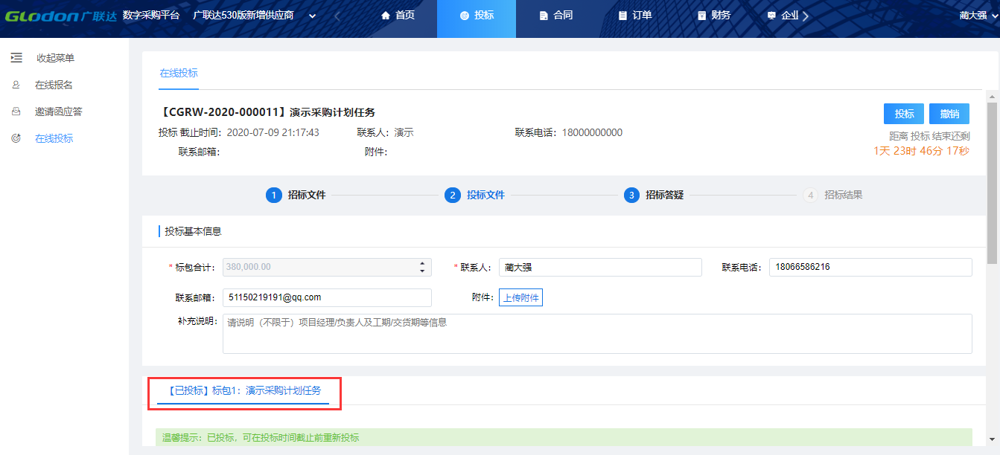 GLodon广联达 数字采购平台 广联达530版新增供应商 首页 投标 合同 订单 财务 企业 蔺大强
收起菜单
在线报名
邀请函应答
在线投标
在线投标
【CGRW-2020-000011】演示采购计划任务
投标 撤销
投标 截止时间： 2020-07-09 21:17:43 联系人： 演示 联系电话： 18000000000
距离 投标 结束还剩
联系邮箱： 附件：
1天 23时 46分 17秒
1 招标文件 2 投标文件 3 招标答疑 4 招标结果
投标基本信息
* 标包合计： 380,000.00 * 联系人： 蔺大强 联系电话： 18066586216
联系邮箱： 51150219191@qq.com 附件： 上传附件
补充说明： 请说明（不限于）项目经理/负责人及工期/交货期等信息
【已投标】标包1：演示采购计划任务
温馨提示：已投标，可在投标时间截止前重新投标